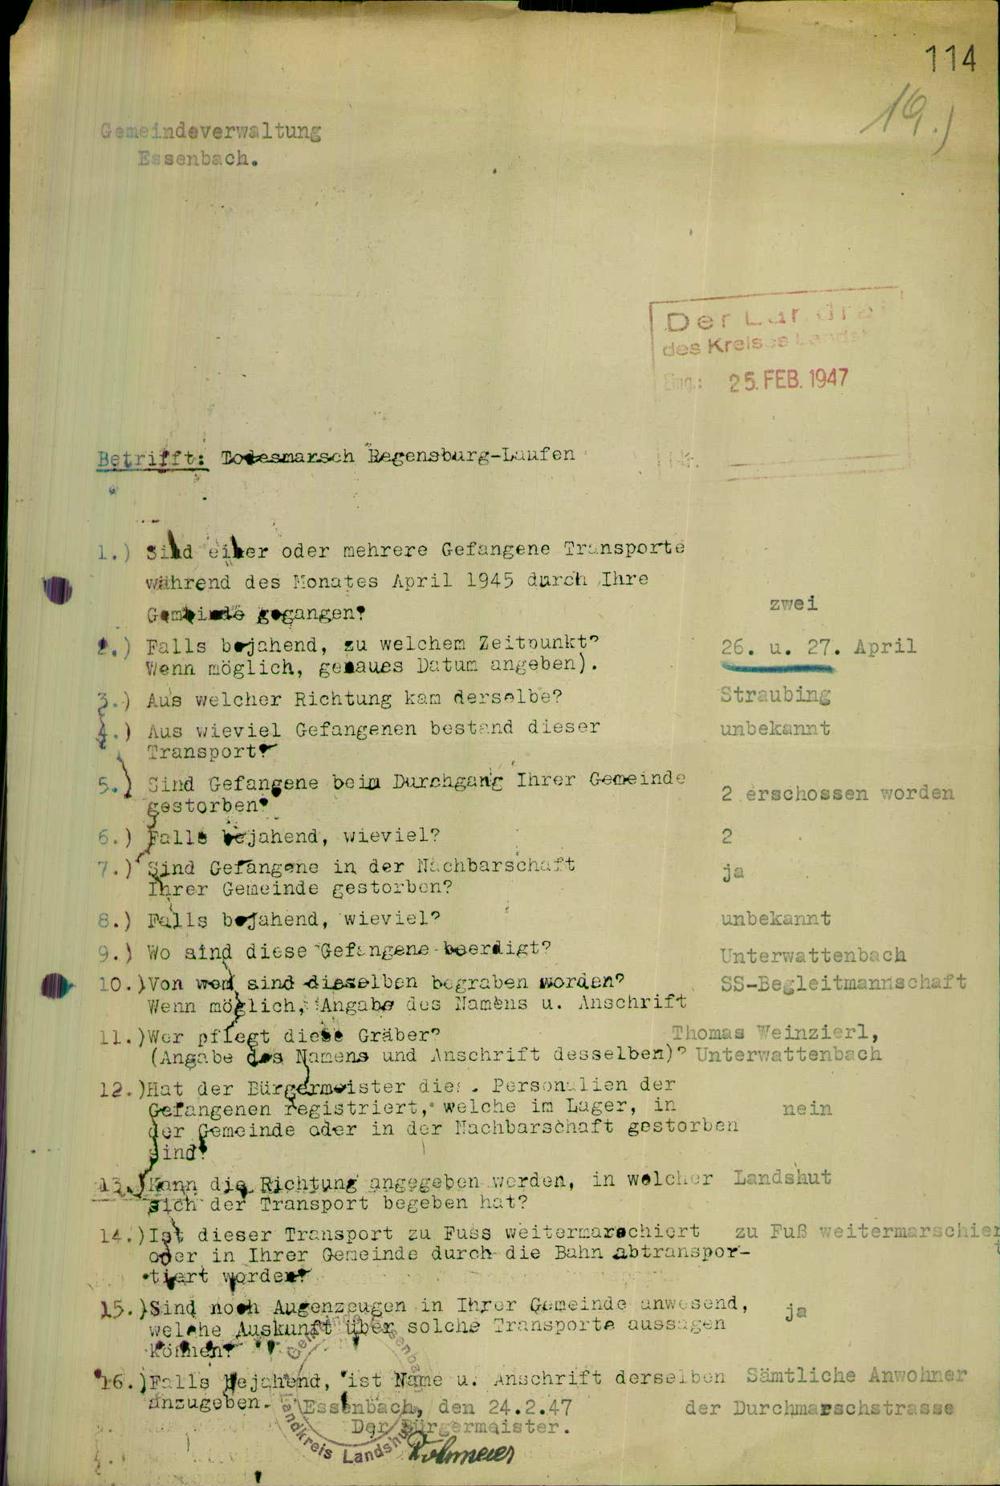 114
19.)
Gemeindeverwaltung
Essenbach.
Der Landra
des Kreises Lands
Eing.: 25. FEB. 1947
Nr.
Betrifft: Todesmarsch Regensburg-Laufen
1.) Sind einer oder mehrere Gefangene Transporte
während des Monates April 1945 durch Ihre
Gemeinde gegangen? zwei
2.) Falls bejahend, zu welchem Zeitpunkt?
Wenn möglich, genaues Datum angeben). 26. u. 27. April
3.) Aus welcher Richtung kam derselbe? Straubing
4.) Aus wieviel Gefangenen bestand dieser unbekannt
Transport?
5.) Sind Gefangene beim Durchgang Ihrer Gemeinde
gestorben? 2 erschossen worden
6.) Falls bejahend, wieviel? 2
7.) Sind Gefangene in der Nachbarschaft ja
Ihrer Gemeinde gestorben?
8.) Falls bejahend, wieviel? unbekannt
9.) Wo sind diese Gefangene beerdigt? Unterwattenbach
10.)Von wem sind dieselben begraben worden? SS-Begleitmannschaft
Wenn möglich, Angabe des Namens u. Anschrift
11.)Wer pflegt diese Gräber? Thomas Weinzierl,
(Angabe des Namens und Anschrift desselben)? Unterwattenbach
12.)Hat der Bürgermeister die Personalien der
Gefangenen registriert, welche im Lager, in nein
der Gemeinde oder in der Nachbarschaft gestorben
sind?
13.)Kann die Richtung angegeben werden, in welcher Landshut
sich der Transport begeben hat?
14.)Ist dieser Transport zu Fuss weitermarschiert zu Fuß weitermarschier
oder in Ihrer Gemeinde durch die Bahn abtranspor- t
tiert worden?
15.)Sind noch Augenzeugen in Ihrer Gemeinde anwesend, ja
welche Auskunft über solche Transporte aussagen
können?
16.)Falls bejahend, ist Name u. Anschrift derselben Sämtliche Anwohner
anzugeben. Essenbach, den 24.2.47 der Durchmarschstrasse
Der Bürgermeister.
Gemeinde Essenbach
Landkreis Landshut